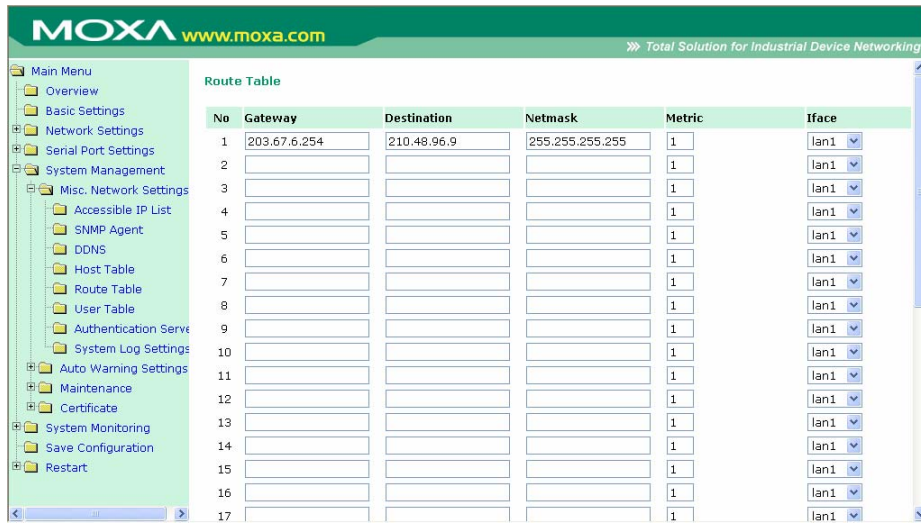 MOXA www.moxa.com
Total Solution for Industrial Device Networking
Main Menu
Overview
Basic Settings
Network Settings
Serial Port Settings
System Management
Misc. Network Settings
Accessible IP List
SNMP Agent
DDNS
Host Table
Route Table
User Table
Authentication Serve
System Log Settings
Auto Warning Settings
Maintenance
Certificate
System Monitoring
Save Configuration
Restart
Route Table
No Gateway Destination Netmask Metric Iface
1 203.67.6.254 210.48.96.9 255.255.255.255 1 lan1
2 1 lan1
3 1 lan1
4 1 lan1
5 1 lan1
6 1 lan1
7 1 lan1
8 1 lan1
9 1 lan1
10 1 lan1
11 1 lan1
12 1 lan1
13 1 lan1
14 1 lan1
15 1 lan1
16 1 lan1
17 1 lan1